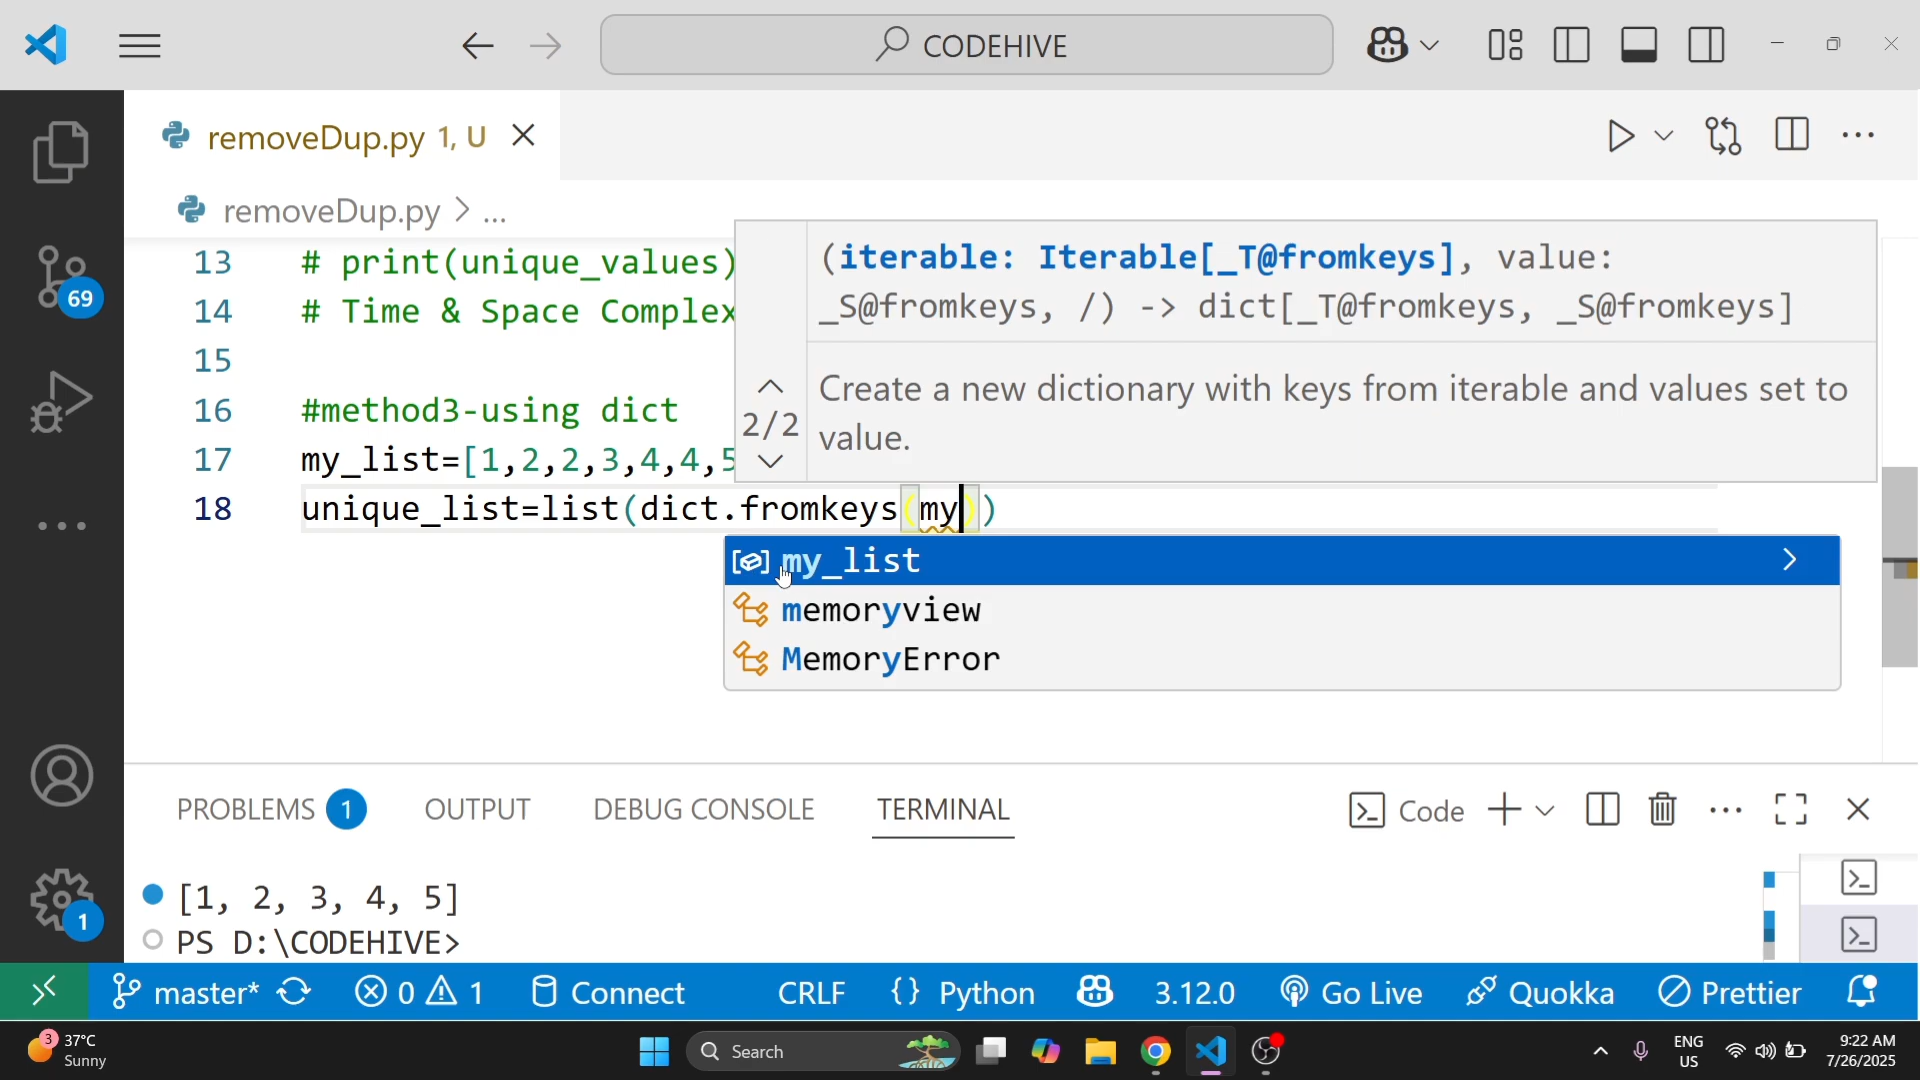 CODEHIVE
removeDup.py 1, U
removeDup.py > ...
13 # print(unique_values)
14 # Time & Space Complex
15
16 #method3-using dict
17 my_list=[1,2,2,3,4,4,5
18 unique_list=list(dict.fromkeys(my))
(iterable: Iterable[_T@fromkeys], value:
_S@fromkeys, /) -> dict[_T@fromkeys, _S@fromkeys]
2/2
Create a new dictionary with keys from iterable and values set to
value.
my_list
memoryview
MemoryError
69
1
PROBLEMS 1 OUTPUT DEBUG CONSOLE TERMINAL
Code
[1, 2, 3, 4, 5]
PS D:\CODEHIVE>
master* 0 1 Connect CRLF {} Python 3.12.0 Go Live Quokka Prettier
3 37°C
Sunny
Search
ENG
US
9:22 AM
7/26/2025